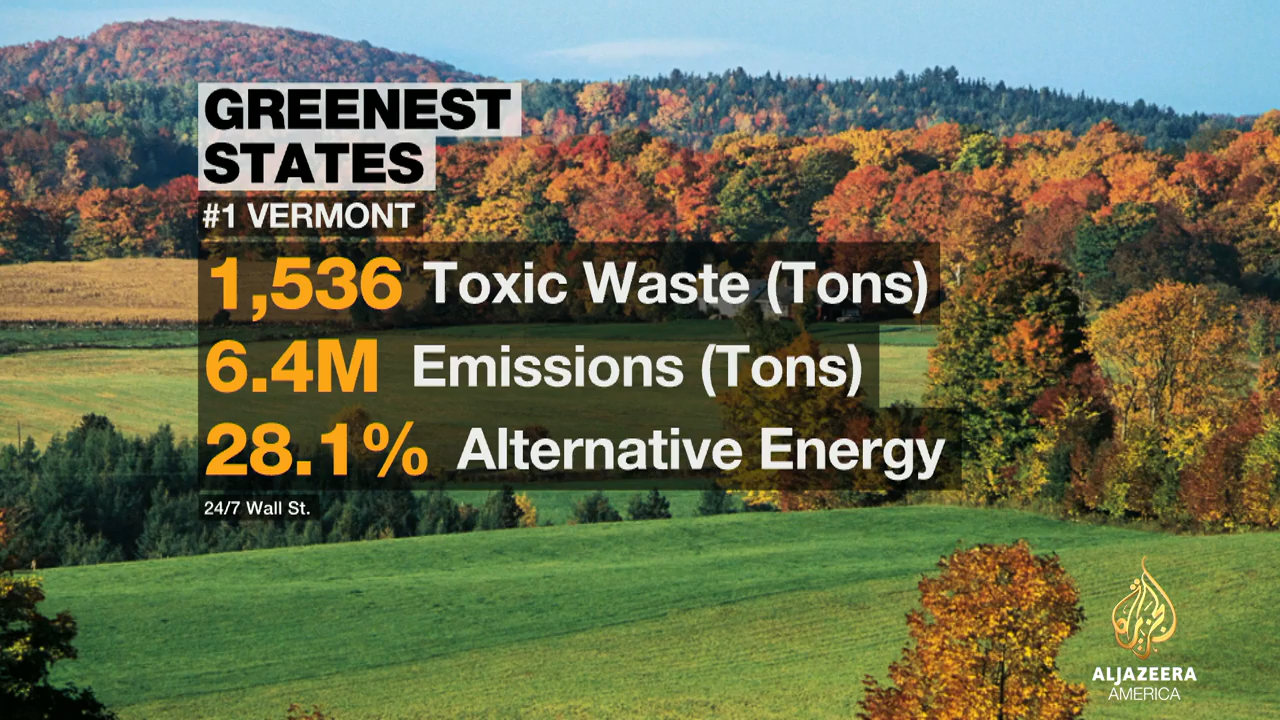 GREENEST
STATES
#1 VERMONT
1,536 Toxic Waste (Tons)
6.4M Emissions (Tons)
28.1% Alternative Energy
24/7 Wall St.
ALJAZEERA
AMERICA